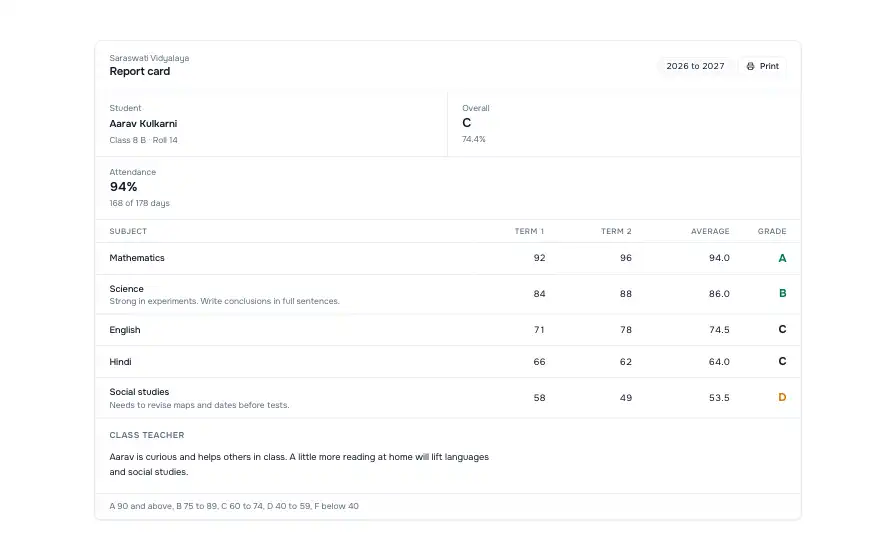 Saraswati Vidyalaya
Report card
2026 to 2027
Print
Student
Aarav Kulkarni
Class 8 B · Roll 14
Overall
C
74.4%
Attendance
94%
168 of 178 days
SUBJECT TERM 1 TERM 2 AVERAGE GRADE
Mathematics 92 96 94.0 A
Science 84 88 86.0 B
Strong in experiments. Write conclusions in full sentences.
English 71 78 74.5 C
Hindi 66 62 64.0 C
Social studies 58 49 53.5 D
Needs to revise maps and dates before tests.
CLASS TEACHER
Aarav is curious and helps others in class. A little more reading at home will lift languages
and social studies.
A 90 and above, B 75 to 89, C 60 to 74, D 40 to 59, F below 40